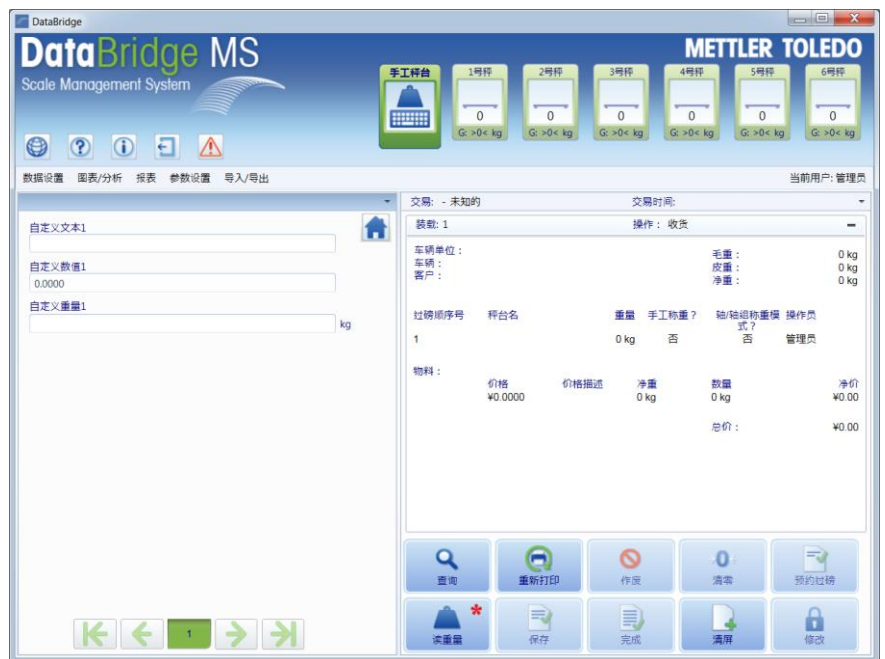 DataBridge
DataBridge MS
METTLER TOLEDO
Scale Management System
手工秤台
1号秤
2号秤
3号秤
4号秤
5号秤
6号秤
0
0
0
0
0
0
G: >0< kg
G: >0< kg
G: >0< kg
G: >0< kg
G: >0< kg
G: >0< kg
数据设置 图表/分析 报表 参数设置 导入/导出
当前用户: 管理员
交易: - 未知的 交易时间:
装载: 1 操作： 收货
自定义文本1
自定义数值1
0.0000
自定义重量1
kg
车辆单位：
车辆：
客户：
毛重： 0 kg
皮重： 0 kg
净重： 0 kg
过磅顺序号 秤台名 重量 手工称重？ 轴/轴组称重模式？ 操作员
1 0 kg 否 否 管理员
物料：
价格 价格描述 净重 数量 净价
¥0.0000 0 kg 0 kg ¥0.00
总价： ¥0.00
查询
重新打印
作废
0
清零
预约过磅
读重量
*
保存
完成
清屏
修改
1